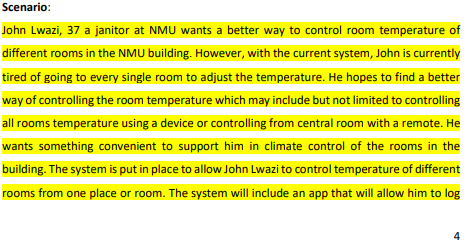 Scenario:
John Lwazi, 37 a janitor at NMU wants a better way to control room temperature of
different rooms in the NMU building. However, with the current system, John is currently
tired of going to every single room to adjust the temperature. He hopes to find a better
way of controlling the room temperature which may include but not limited to controlling
all rooms temperature using a device or controlling from central room with a remote. He
wants something convenient to support him in climate control of the rooms in the
building. The system is put in place to allow John Lwazi to control temperature of different
rooms from one place or room. The system will include an app that will allow him to log
4